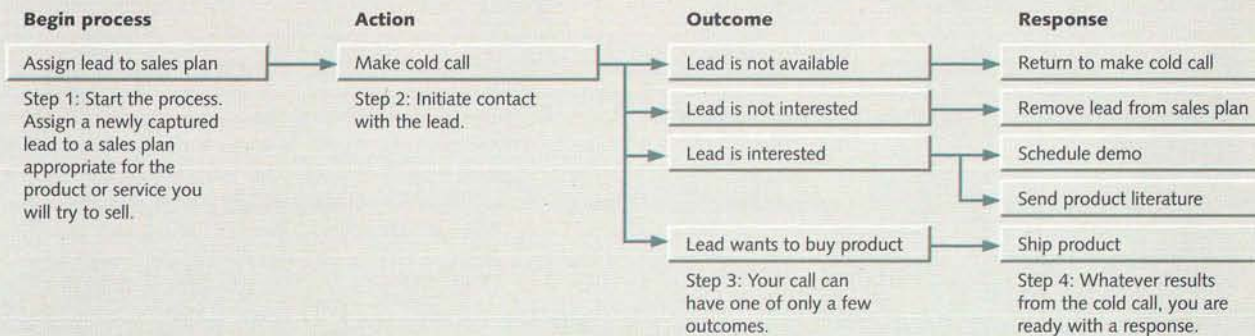 Begin process
Action
Outcome
Response
Assign lead to sales plan
Make cold call
Lead is not available
Return to make cold call
Step 1: Start the process.
Assign a newly captured
lead to a sales plan
appropriate for the
product or service you
will try to sell.
Step 2: Initiate contact
with the lead.
Lead is not interested
Remove lead from sales plan
Lead is interested
Schedule demo
Send product literature
Lead wants to buy product
Ship product
Step 3: Your call can
have one of only a few
outcomes.
Step 4: Whatever results
from the cold call, you are
ready with a response.